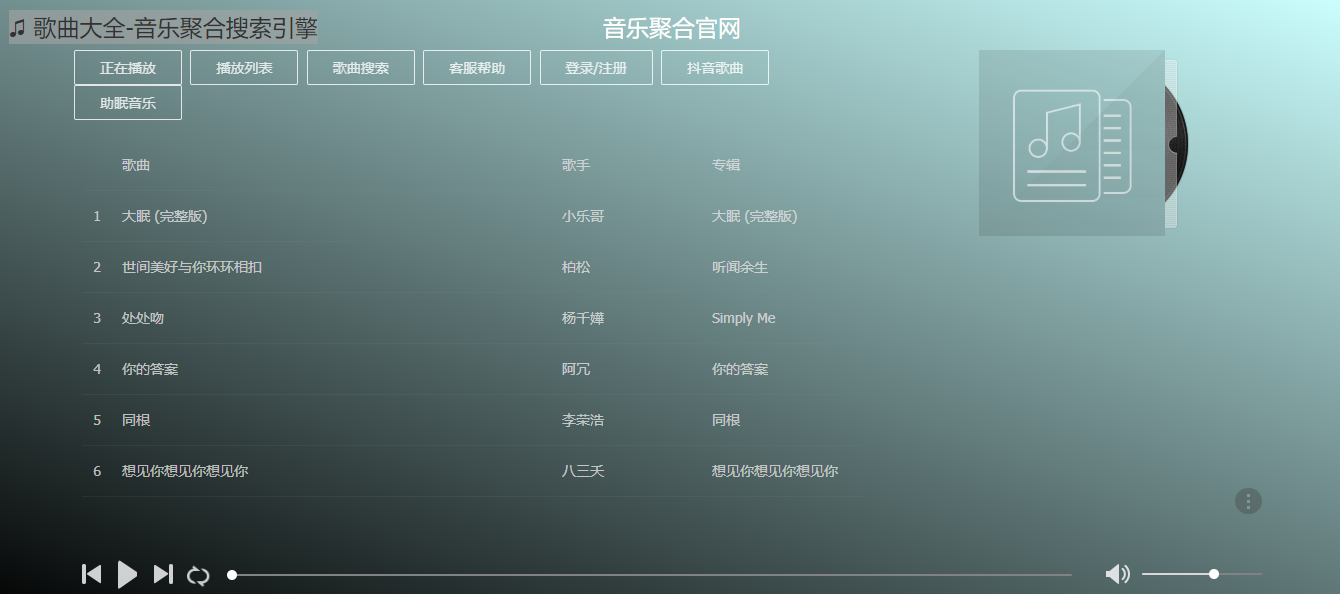 ♫ 歌曲大全-音乐聚合搜索引擎
音乐聚合官网
正在播放 播放列表 歌曲搜索 客服帮助 登录/注册 抖音歌曲
助眠音乐
歌曲 歌手 专辑
1 大眠 (完整版) 小乐哥 大眠 (完整版)
2 世间美好与你环环相扣 柏松 听闻余生
3 处处吻 杨千嬅 Simply Me
4 你的答案 阿冗 你的答案
5 同根 李荣浩 同根
6 想见你想见你想见你 八三夭 想见你想见你想见你